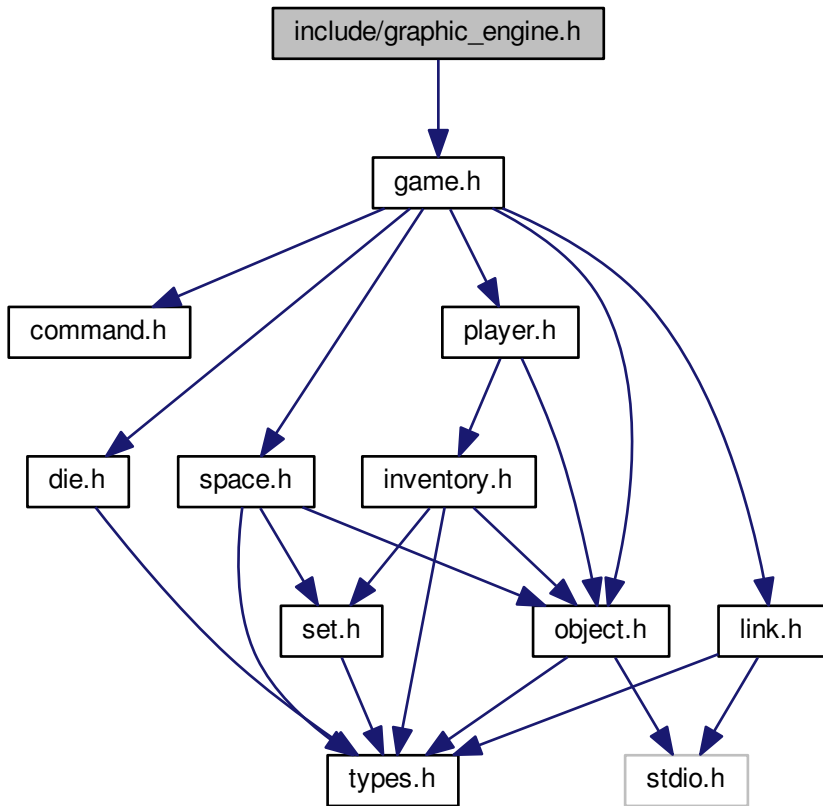 include/graphic_engine.h
game.h
command.h
player.h
die.h
space.h
inventory.h
set.h
object.h
link.h
types.h
stdio.h